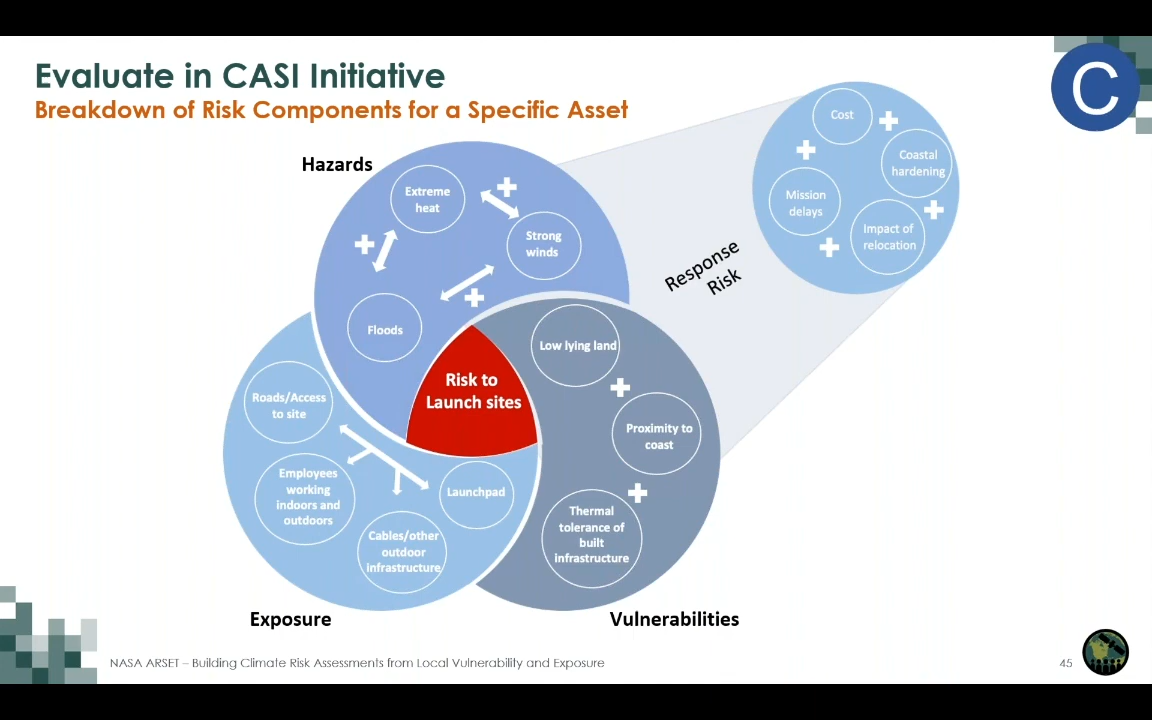 Evaluate in CASI Initiative
Breakdown of Risk Components for a Specific Asset
C
Hazards
Extreme
heat
Strong
winds
Floods
Cost
Coastal
hardening
Mission
delays
Impact of
relocation
Response
Risk
Risk to
Launch sites
Low lying land
Proximity to
coast
Thermal
tolerance of
built
infrastructure
Roads/Access
to site
Employees
working
indoors and
outdoors
Launchpad
Cables/other
outdoor
infrastructure
Exposure
Vulnerabilities
NASA ARSET – Building Climate Risk Assessments from Local Vulnerability and Exposure
45